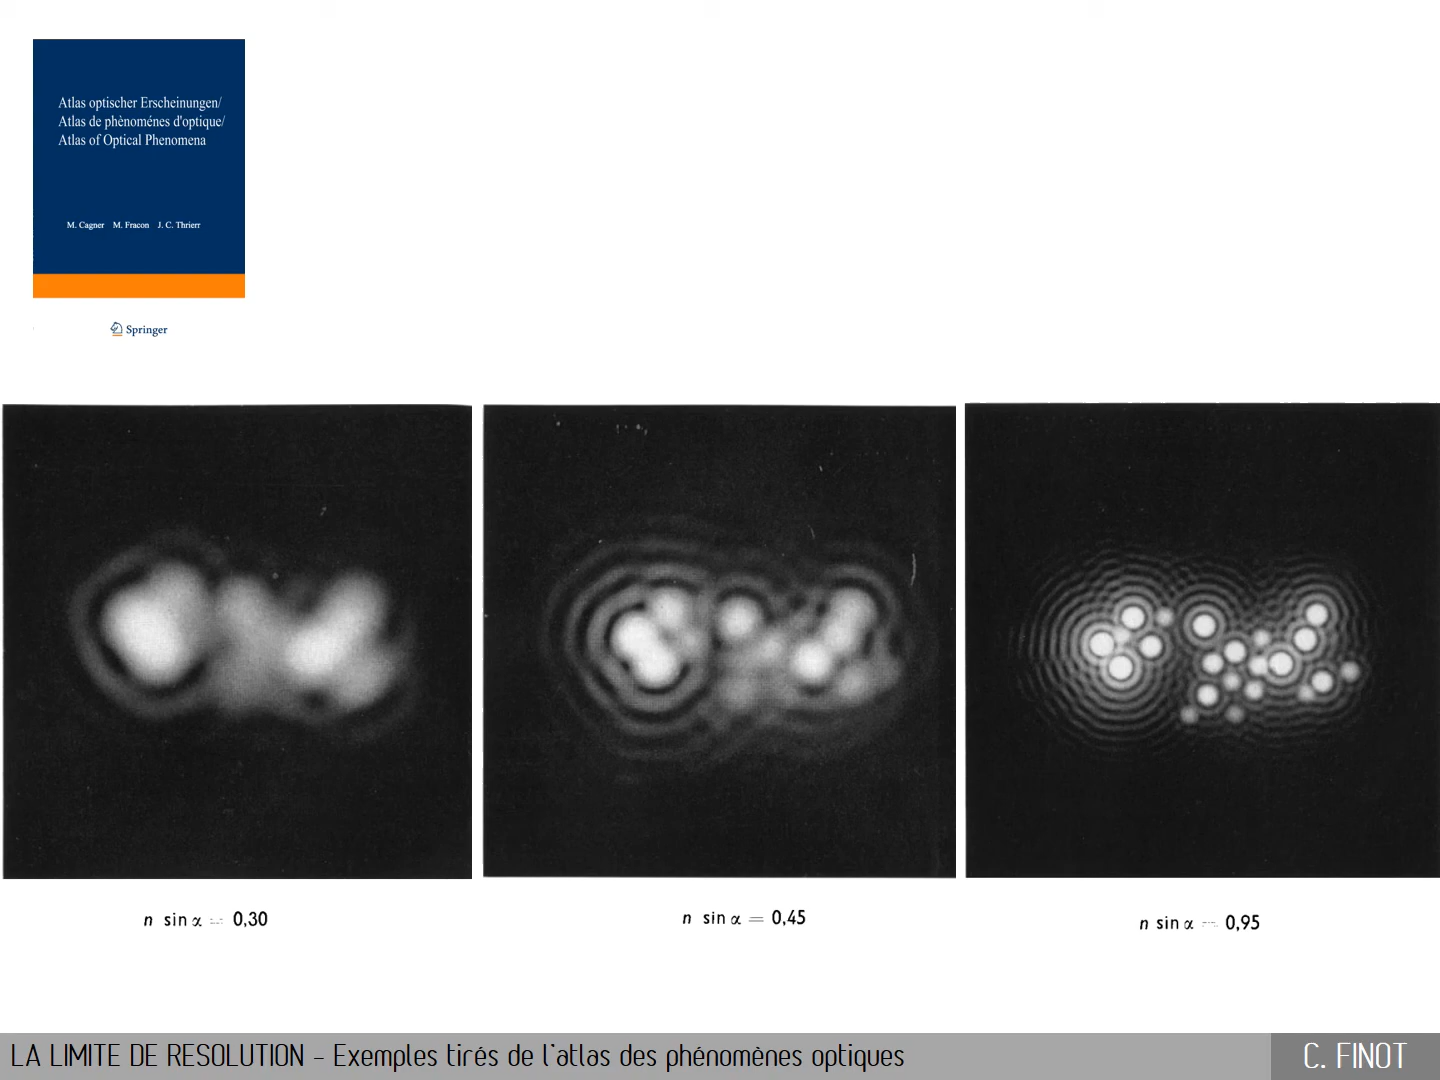 Atlas optischer Erscheinungen/
Atlas de phènoménes d'optique/
Atlas of Optical Phenomena
M. Cagner M. Fracon J. C. Thrierr
Springer
n sin α = 0,30
n sin α = 0,45
n sin α = 0,95
LA LIMITE DE RESOLUTION - Exemples tirés de l'atlas des phénomènes optiques
C. FINOT